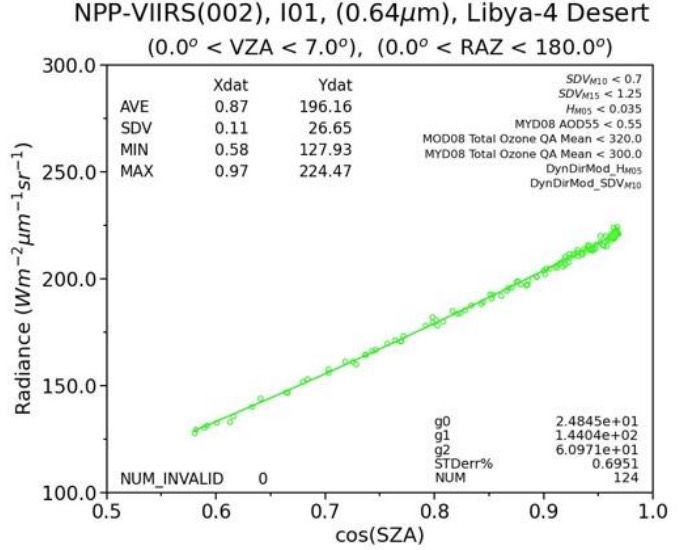 NPP-VIIRS(002), I01, (0.64μm), Libya-4 Desert
(0.0° < VZA < 7.0°), (0.0° < RAZ < 180.0°)
Xdat Ydat
AVE 0.87 196.16
SDV 0.11 26.65
MIN 0.58 127.93
MAX 0.97 224.47
SDV_M10 < 0.7
SDV_M15 < 1.25
H_M05 < 0.035
MYD08 AOD55 < 0.55
MOD08 Total Ozone QA Mean < 320.0
MYD08 Total Ozone QA Mean < 300.0
DynDirMod_H_M05
DynDirMod_SDV_M10
300.0
250.0
200.0
150.0
100.0
Radiance (Wm⁻²μm⁻¹sr⁻¹)
g0 2.4845e+01
g1 1.4404e+02
g2 6.0971e+01
STDerr% 0.6951
NUM 124
NUM_INVALID 0
0.5 0.6 0.7 0.8 0.9 1.0
cos(SZA)